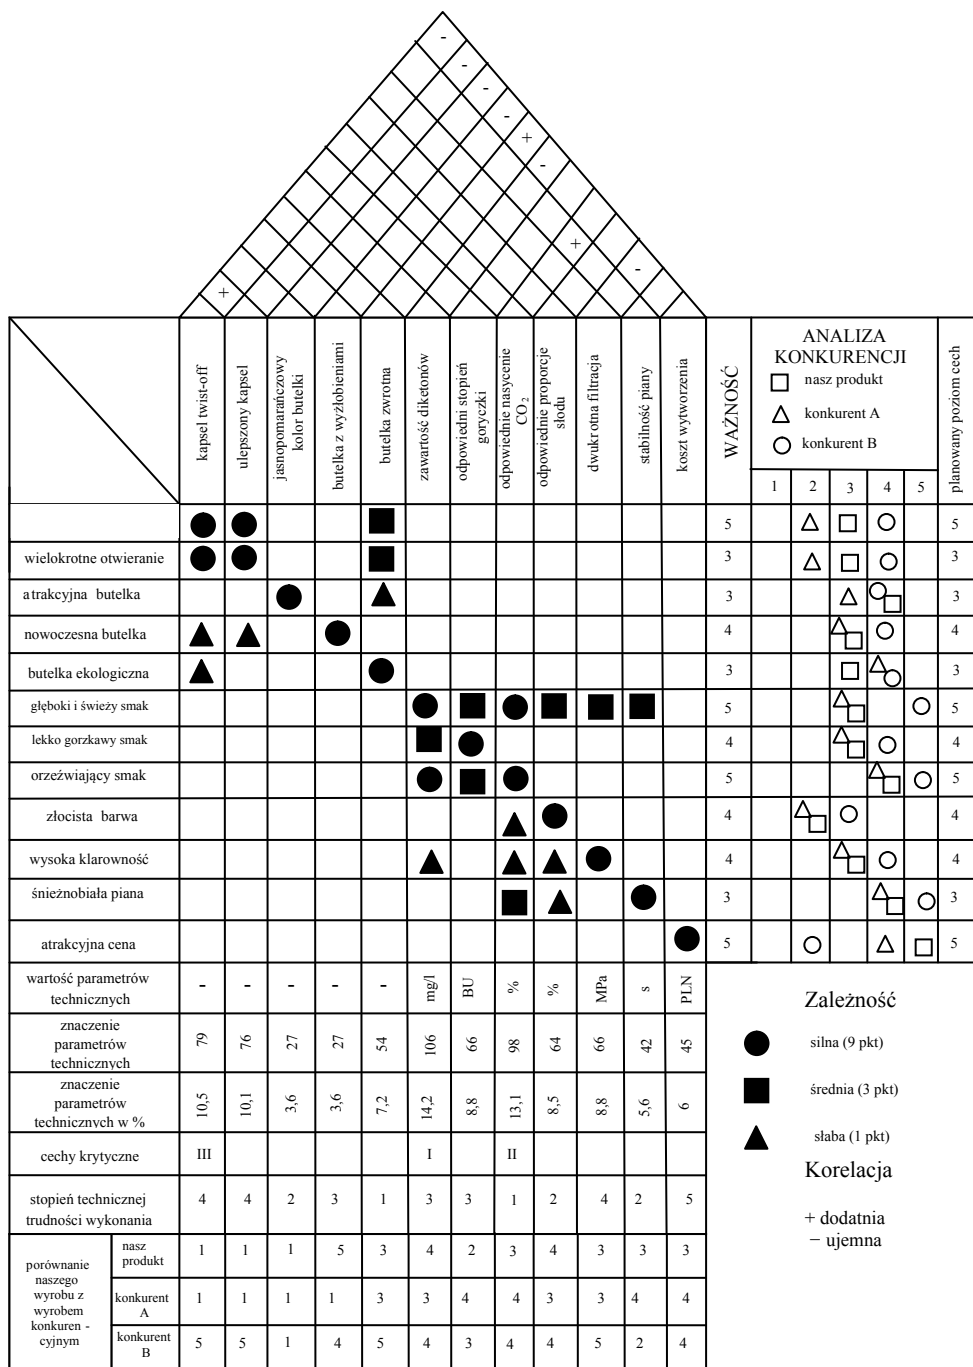 -
-
-
-
+
-
+
-
+
kapsel twist-off
ulepszony kapsel
jasnopomarańczowy
kolor butelki
butelka z wyżłobieniami
butelka zwrotna
zawartość diketonów
odpowiedni stopień
goryczki
odpowiednie nasycenie
CO2
odpowiednie proporcje
słodu
dwukrotna filtracja
stabilność piany
koszt wytworzenia
WAŻNOŚĆ
ANALIZA
KONKURENCJI
nasz produkt
konkurent A
konkurent B
1 2 3 4 5
planowany poziom cech
5 5
wielokrotne otwieranie 3 3
atrakcyjna butelka 3 3
nowoczesna butelka 4 4
butelka ekologiczna 3 3
głęboki i świeży smak 5 5
lekko gorzkawy smak 4 4
orzeźwiający smak 5 5
złocista barwa 4 4
wysoka klarowność 4 4
śnieżnobiała piana 3 3
atrakcyjna cena 5 5
wartość parametrów
technicznych
- - - - - mg/l BU % % MPa s PLN
znaczenie
parametrów
technicznych
79 76 27 27 54 106 66 98 64 66 42 45
znaczenie
parametrów
technicznych w %
10,5 10,1 3,6 3,6 7,2 14,2 8,8 13,1 8,5 8,8 5,6 6
cechy krytyczne III I II
stopień technicznej
trudności wykonania
4 4 2 3 1 3 3 1 2 4 2 5
porównanie
naszego
wyrobu z
wyrobem
konkuren -
cyjnym
nasz
produkt
1 1 1 5 3 4 2 3 4 3 3 3
konkurent
A
1 1 1 1 3 3 4 4 3 3 4 4
konkurent
B
5 5 1 4 5 4 3 4 4 5 2 4
Zależność
silna (9 pkt)
średnia (3 pkt)
słaba (1 pkt)
Korelacja
+ dodatnia
− ujemna